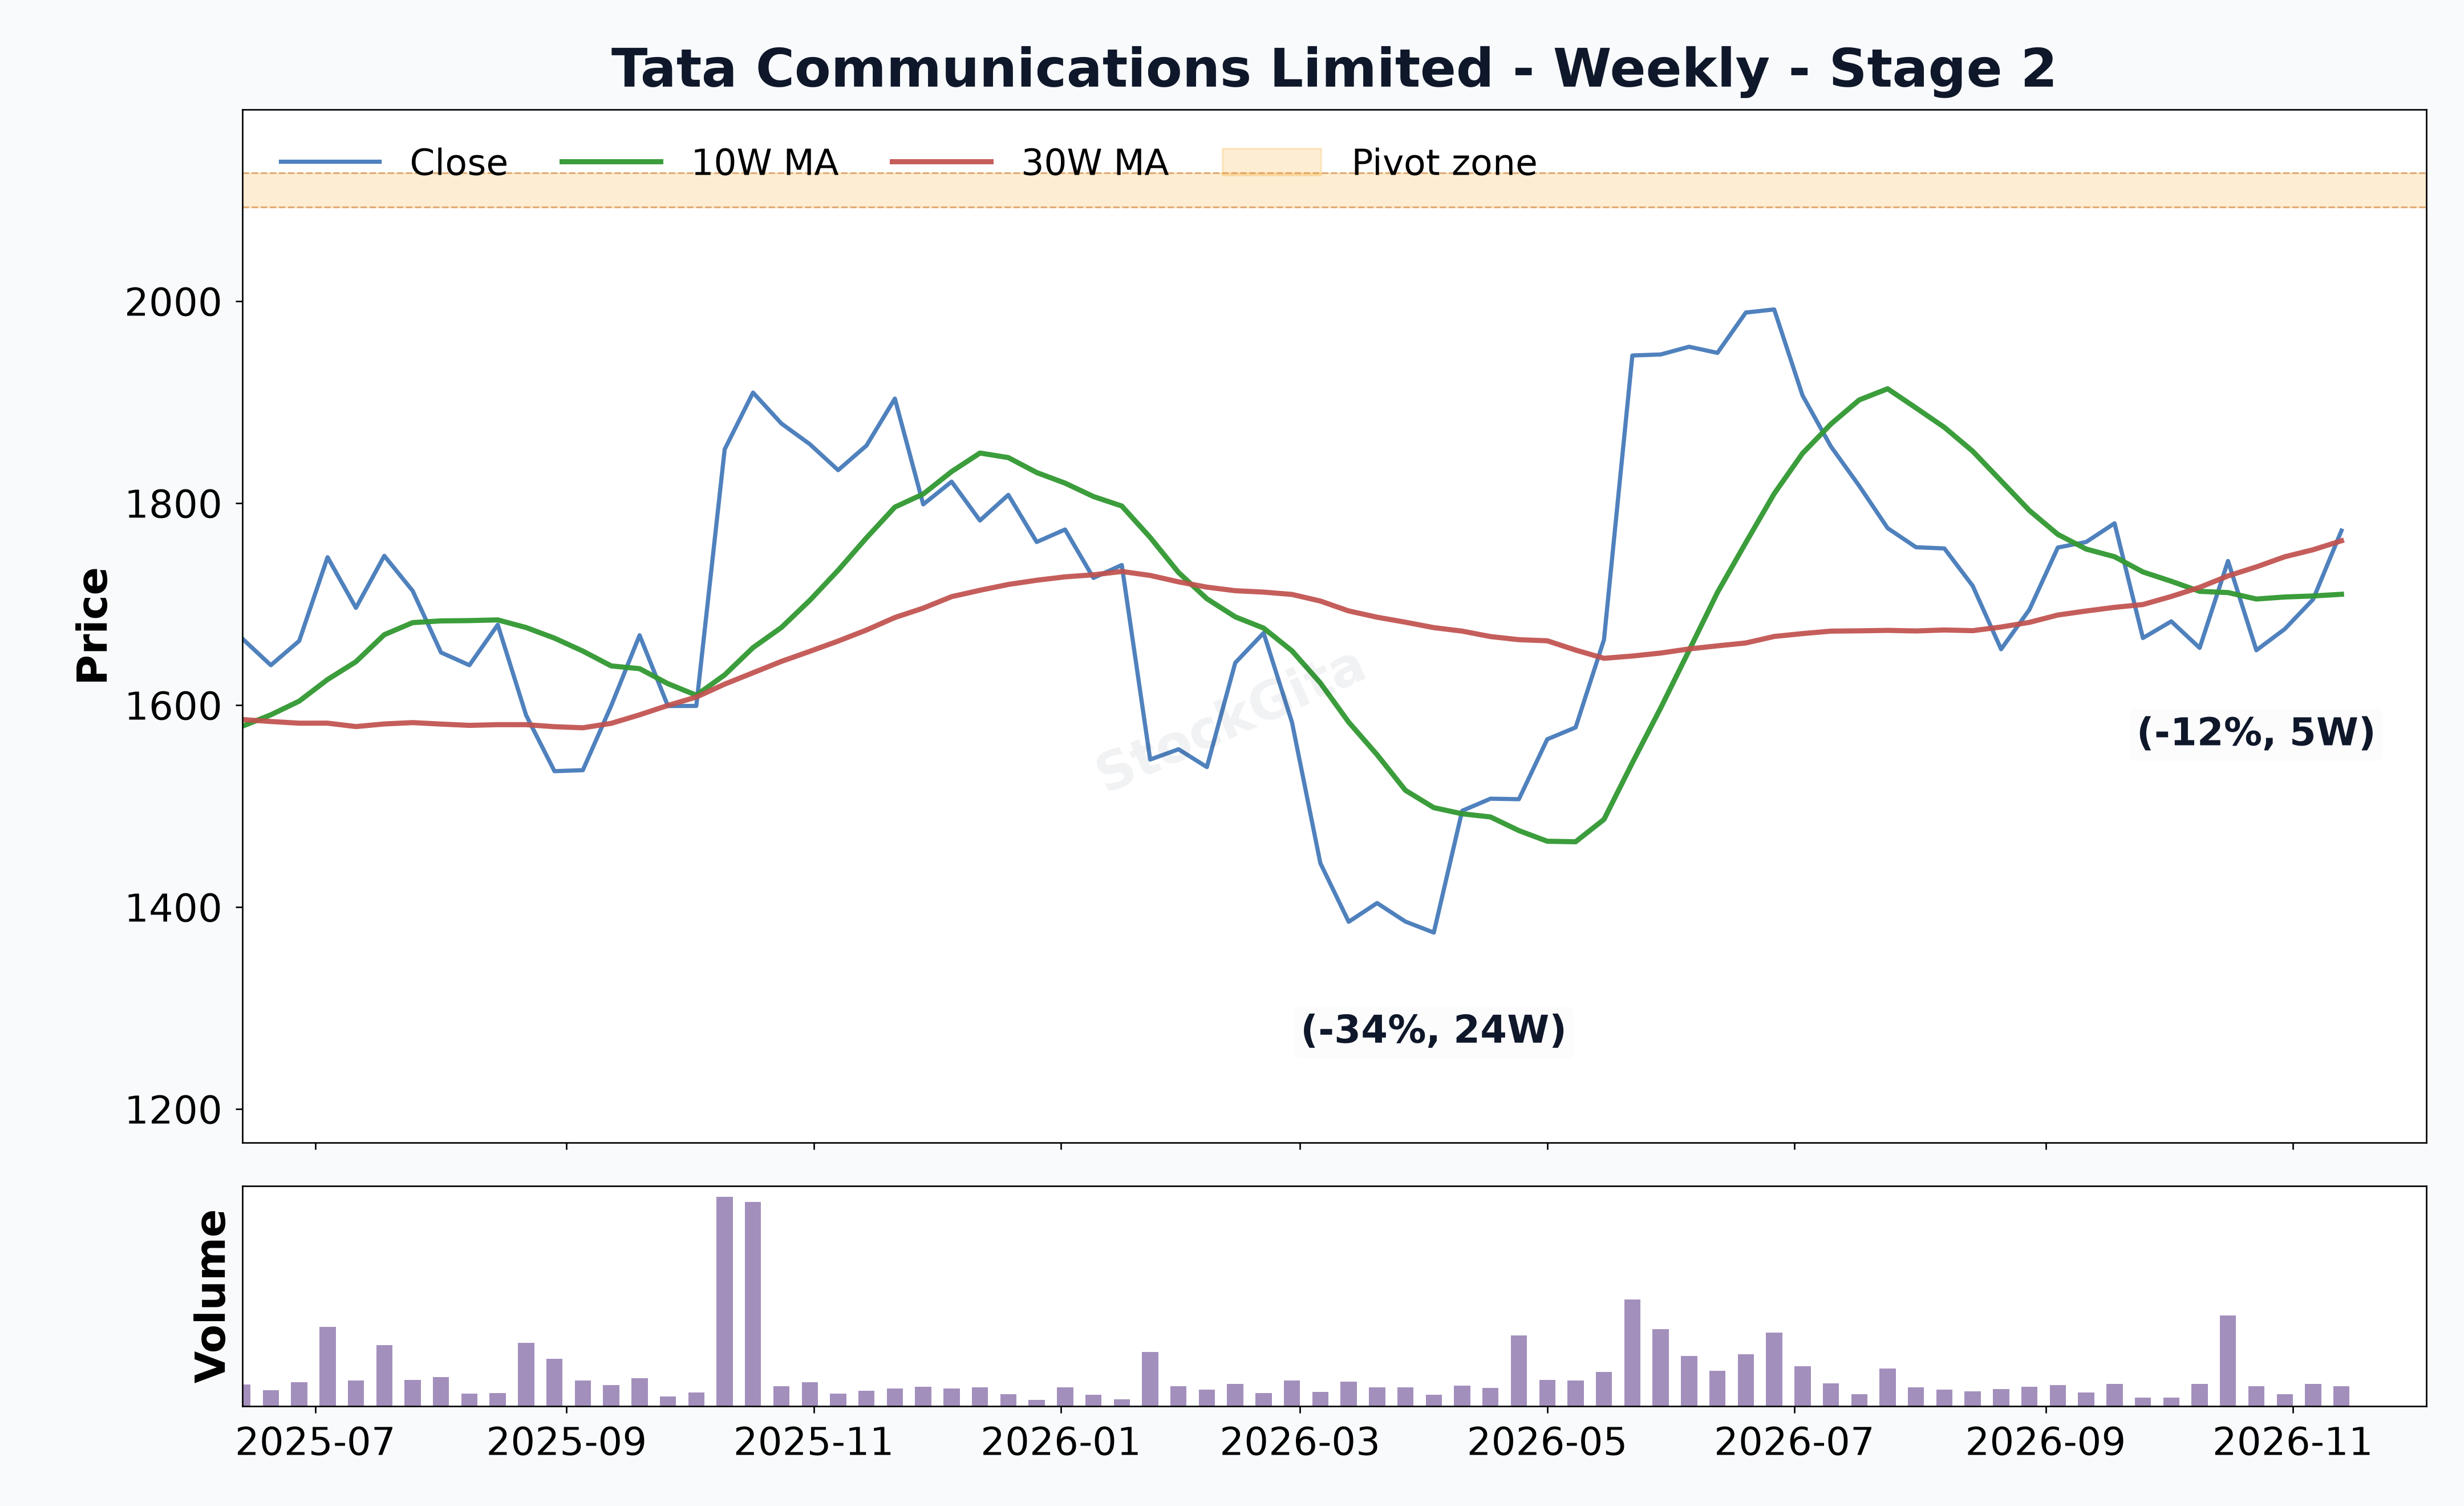 Tata Communications Limited - Weekly - Stage 2
Close 10W MA 30W MA Pivot zone
Price
2000
1800
1600
1400
1200
StockGita
(-12%, 5W)
(-34%, 24W)
Volume
2025-07 2025-09 2025-11 2026-01 2026-03 2026-05 2026-07 2026-09 2026-11